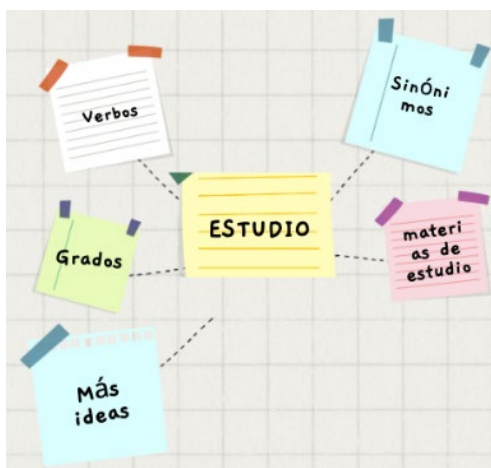 Verbos
SinÓni
mos
ESTUDIO
Grados
materi
as de
estudio
Más
ideas